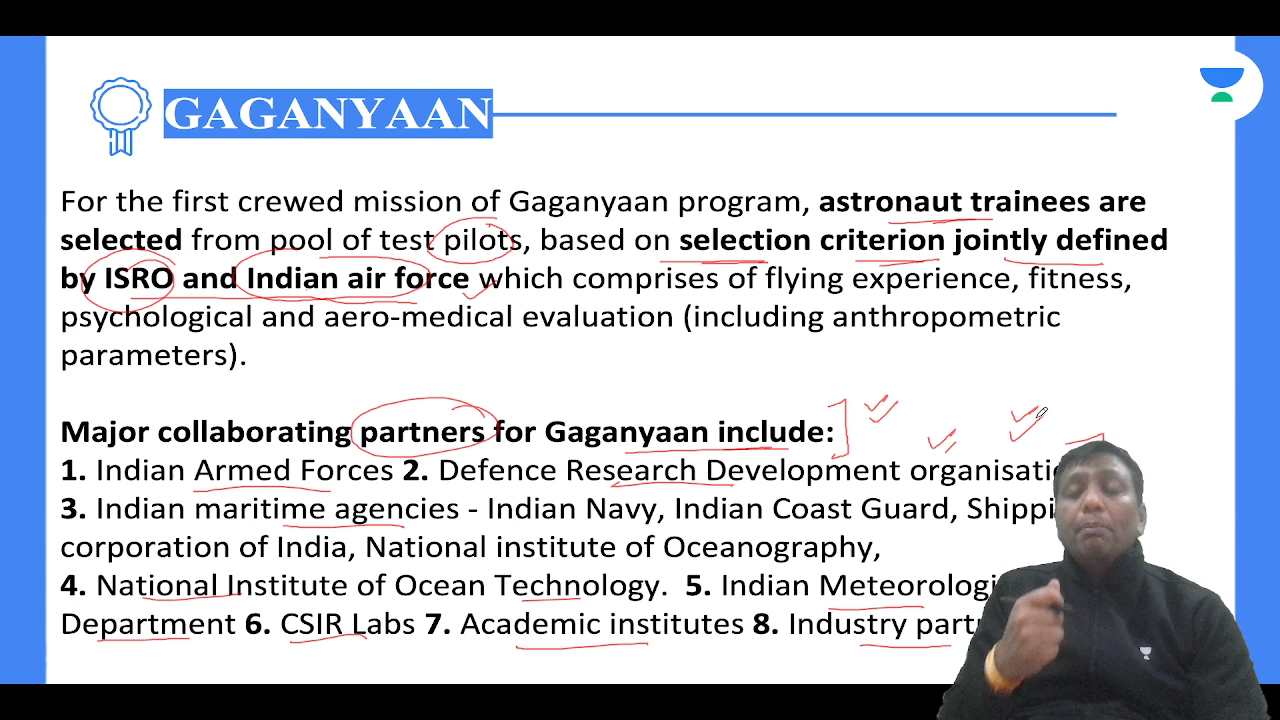 GAGANYAAN
For the first crewed mission of Gaganyaan program, astronaut trainees are
selected from pool of test pilots, based on selection criterion jointly defined
by ISRO and Indian air force which comprises of flying experience, fitness,
psychological and aero-medical evaluation (including anthropometric
parameters).
Major collaborating partners for Gaganyaan include:
1. Indian Armed Forces 2. Defence Research Development
3. Indian maritime agencies - Indian Navy, Indian Coast Guard,
corporation of India, National institute of Oceanography,
4. National Institute of Ocean Technology. 5. Indian
Department 6. CSIR Labs 7. Academic institutes 8. Industry